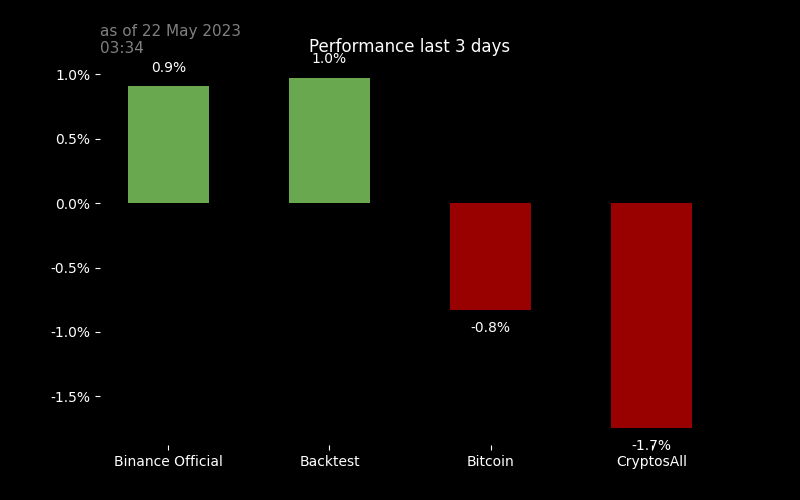 as of 22 May 2023
03:34
Performance last 3 days
1.0%
0.5%
0.0%
-0.5%
-1.0%
-1.5%
0.9%
1.0%
-0.8%
-1.7%
Binance Official
Backtest
Bitcoin
CryptosAll